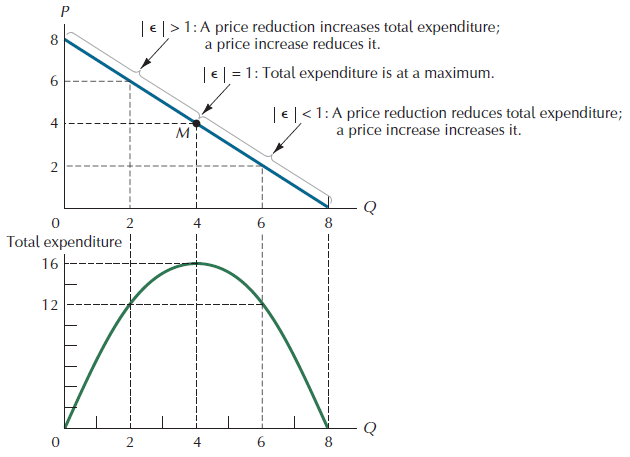 P
|ϵ| > 1: A price reduction increases total expenditure;
a price increase reduces it.
8
|ϵ| = 1: Total expenditure is at a maximum.
6
|ϵ| < 1: A price reduction reduces total expenditure;
a price increase increases it.
4
M
2
Q
0 2 4 6 8
Total expenditure
16
12
Q
0 2 4 6 8